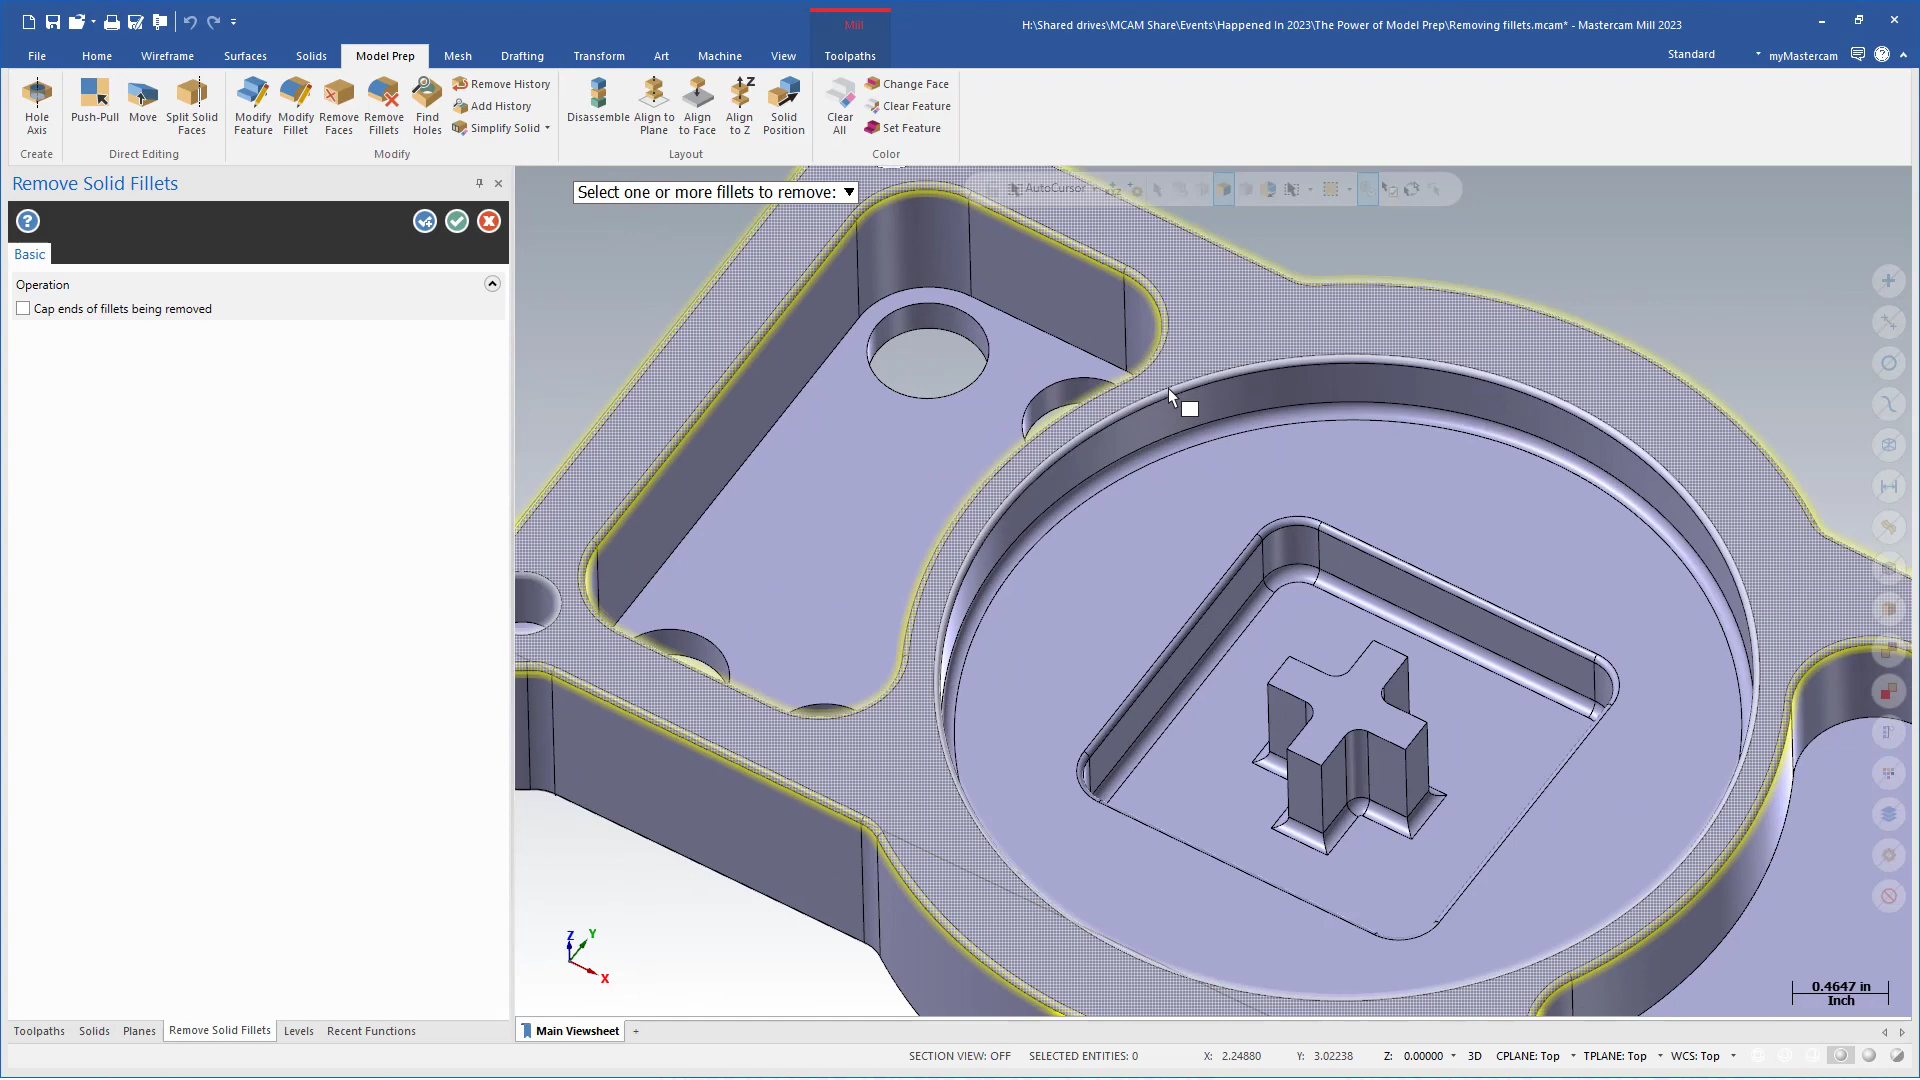 Mill
H:\Shared drives\MCAM Share\Events\Happened In 2023\The Power of Model Prep\Removing fillets.mcam* - Mastercam Mill 2023
File Home Wireframe Surfaces Solids Model Prep Mesh Drafting Transform Art Machine View Toolpaths Standard myMastercam
Hole Axis
Push-Pull
Move
Split Solid Faces
Modify Feature
Modify Fillet
Remove Faces
Remove Fillets
Find Holes
Remove History
Add History
Simplify Solid
Disassemble
Align to Plane
Align to Face
Align to Z
Solid Position
Clear All
Change Face
Clear Feature
Set Feature
Create Direct Editing Modify Layout Color
Remove Solid Fillets
Select one or more fillets to remove:
AutoCursor
Basic
Operation
Cap ends of fillets being removed
Z
Y
X
0.4647 in
Inch
Toolpaths Solids Planes Remove Solid Fillets Levels Recent Functions
Main Viewsheet +
SECTION VIEW: OFF SELECTED ENTITIES: 0 X: 2.24880 Y: 3.02238 Z: 0.00000 3D CPLANE: Top TPLANE: Top WCS: Top